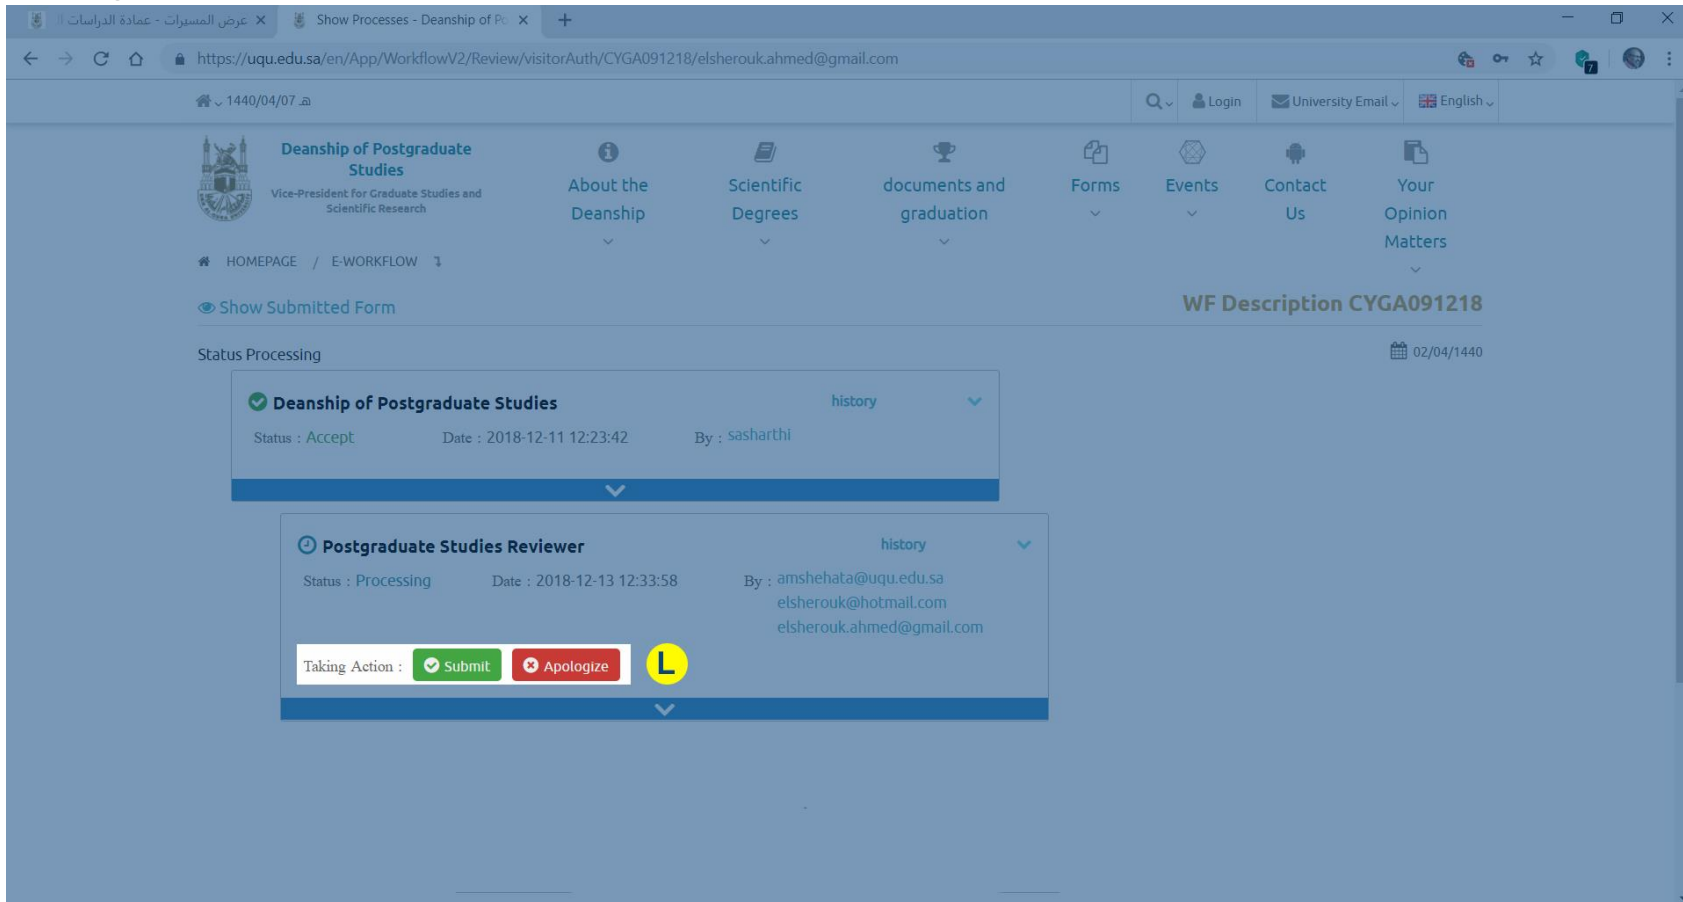 عرض المسيرات - عمادة الدراسات ال
Show Processes - Deanship of Po
https://uqu.edu.sa/en/App/WorkflowV2/Review/visitorAuth/CYGA091218/elsherouk.ahmed@gmail.com
7
1440/04/07 هـ
Login
University Email
English
Deanship of Postgraduate
Studies
Vice-President for Graduate Studies and
Scientific Research
About the
Deanship
Scientific
Degrees
documents and
graduation
Forms
Events
Contact
Us
Your
Opinion
Matters
HOMEPAGE / E-WORKFLOW
Show Submitted Form
WF Description CYGA091218
Status Processing
02/04/1440
Deanship of Postgraduate Studies
history
Status : Accept Date : 2018-12-11 12:23:42 By : sasharthi
Postgraduate Studies Reviewer
history
Status : Processing Date : 2018-12-13 12:33:58 By : amshehata@uqu.edu.sa
elsherouk@hotmail.com
elsherouk.ahmed@gmail.com
Taking Action : Submit Apologize L